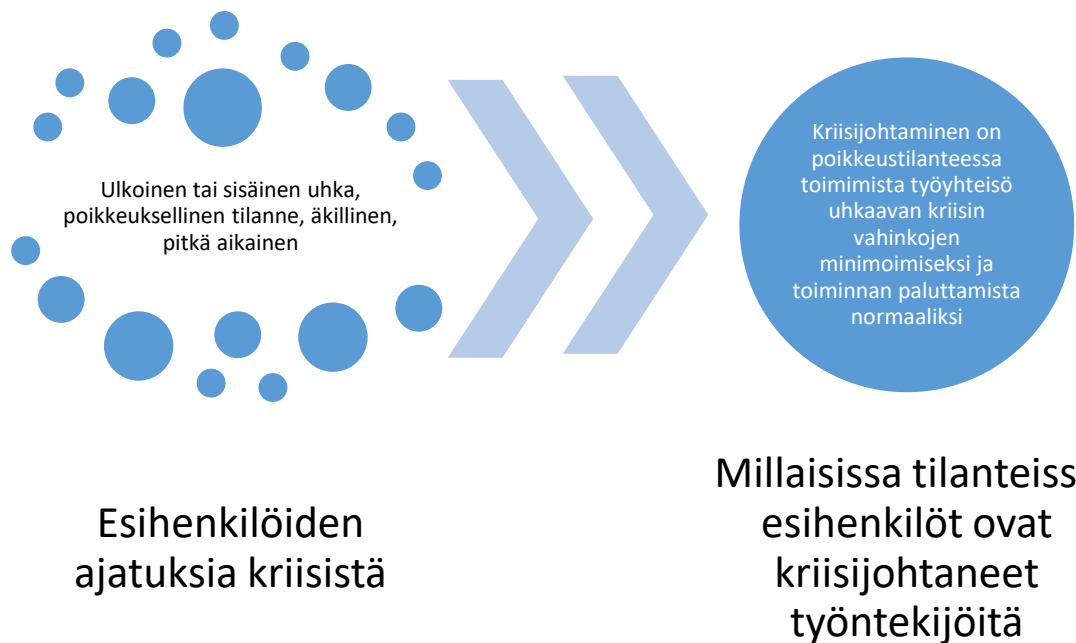 Ulkoinen tai sisäinen uhka,
poikkeuksellinen tilanne, äkillinen,
pitkä aikainen
Kriisijohtaminen on
poikkeustilanteessa
toimimista työyhteisö
uhkaavan kriisin
vahinkojen
minimoimiseksi ja
toiminnan paluttamista
normaaliksi
Esihenkilöiden
ajatuksia kriisistä
Millaisissa tilanteiss
esihenkilöt ovat
kriisijohtaneet
työntekijöitä